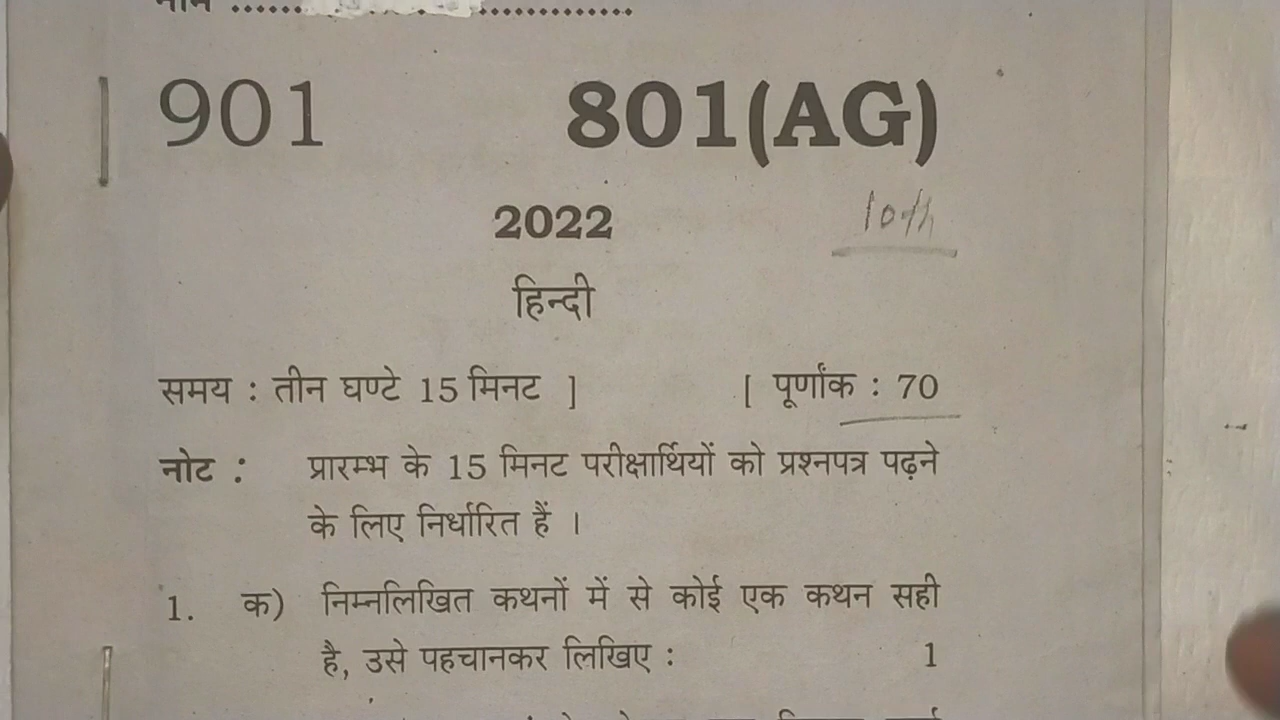 नाम ..............................
901 801(AG)
2022 10th
हिन्दी
समय : तीन घण्टे 15 मिनट ] [ पूर्णांक : 70
नोट : प्रारम्भ के 15 मिनट परीक्षार्थियों को प्रश्नपत्र पढ़ने
के लिए निर्धारित हैं ।
1. क) निम्नलिखित कथनों में से कोई एक कथन सही
है, उसे पहचानकर लिखिए : 1